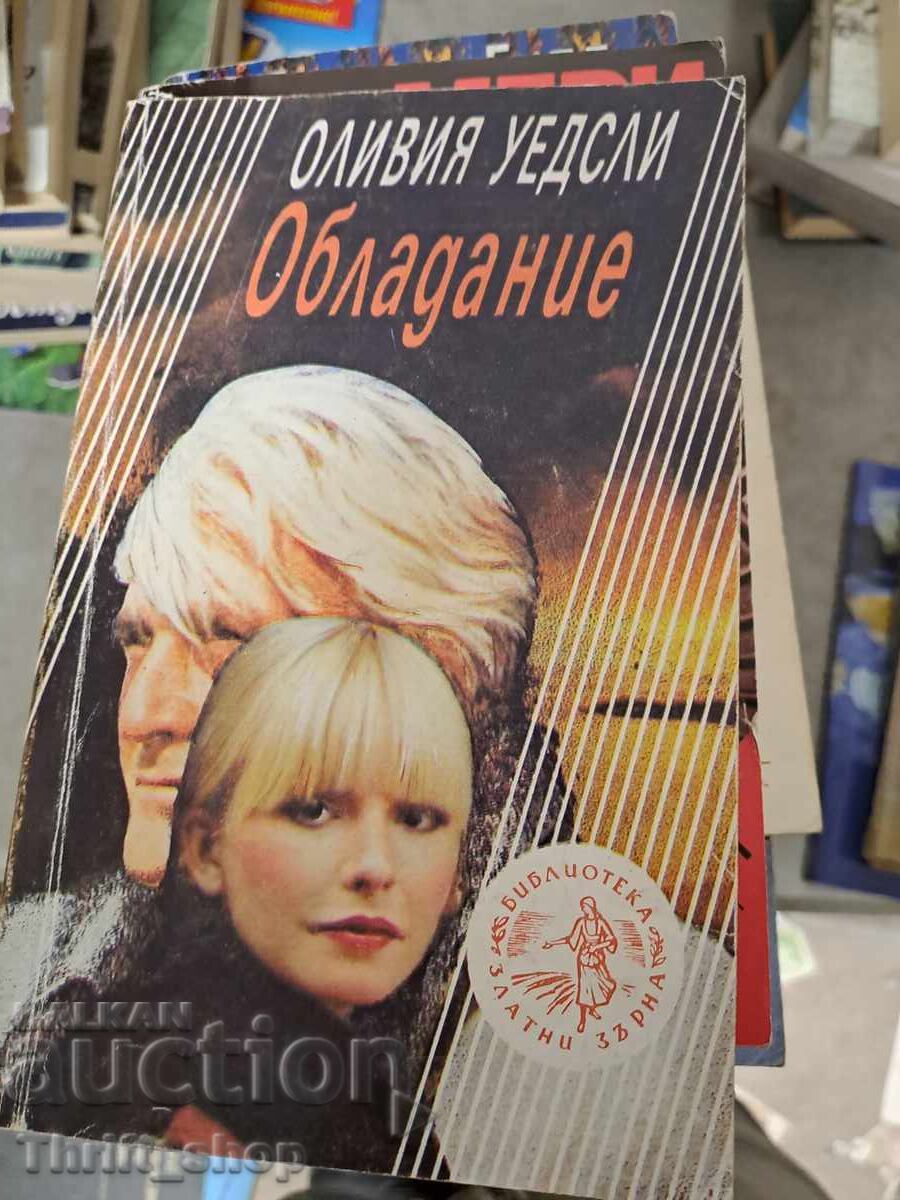 ОЛИВИЯ УЕДСЛИ
Обладание
БИБЛИОТЕКА
ЗЛАТНИ ЗЪРНА
BALKAN
auction
Thrift_shop